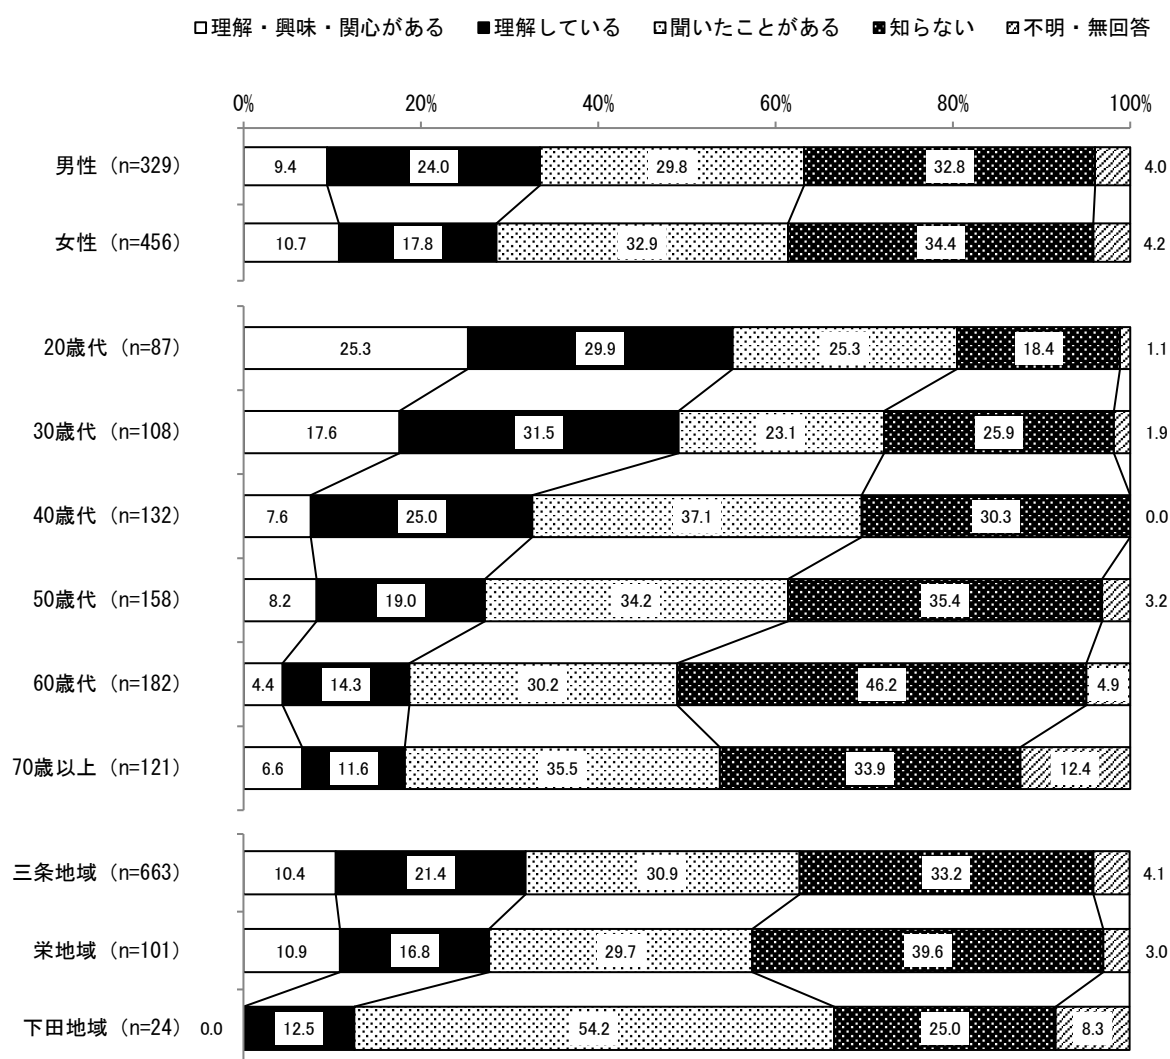 □理解・興味・関心がある ■理解している 聞いたことがある 知らない 不明・無回答
0% 20% 40% 60% 80% 100%
男性（n=329） 9.4 24.0 29.8 32.8 4.0
女性（n=456） 10.7 17.8 32.9 34.4 4.2
20歳代（n=87） 25.3 29.9 25.3 18.4 1.1
30歳代（n=108） 17.6 31.5 23.1 25.9 1.9
40歳代（n=132） 7.6 25.0 37.1 30.3 0.0
50歳代（n=158） 8.2 19.0 34.2 35.4 3.2
60歳代（n=182） 4.4 14.3 30.2 46.2 4.9
70歳以上（n=121） 6.6 11.6 35.5 33.9 12.4
三条地域（n=663） 10.4 21.4 30.9 33.2 4.1
栄地域（n=101） 10.9 16.8 29.7 39.6 3.0
下田地域（n=24） 0.0 12.5 54.2 25.0 8.3